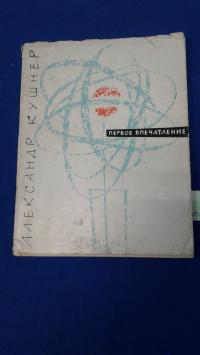 АЛЕКСАНДР КУШНЕР
ПЕРВОЕ ВПЕЧАТЛЕНИЕ